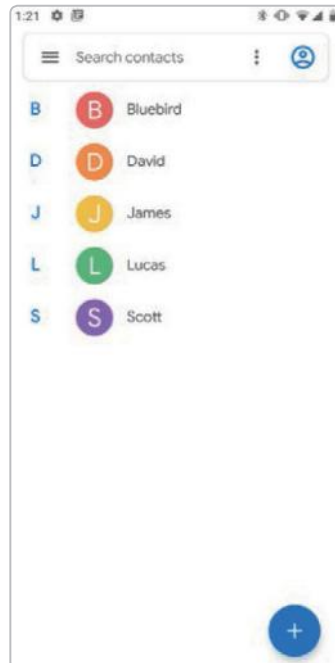 1:21
Search contacts
B B Bluebird
D D David
J J James
L L Lucas
S S Scott
+